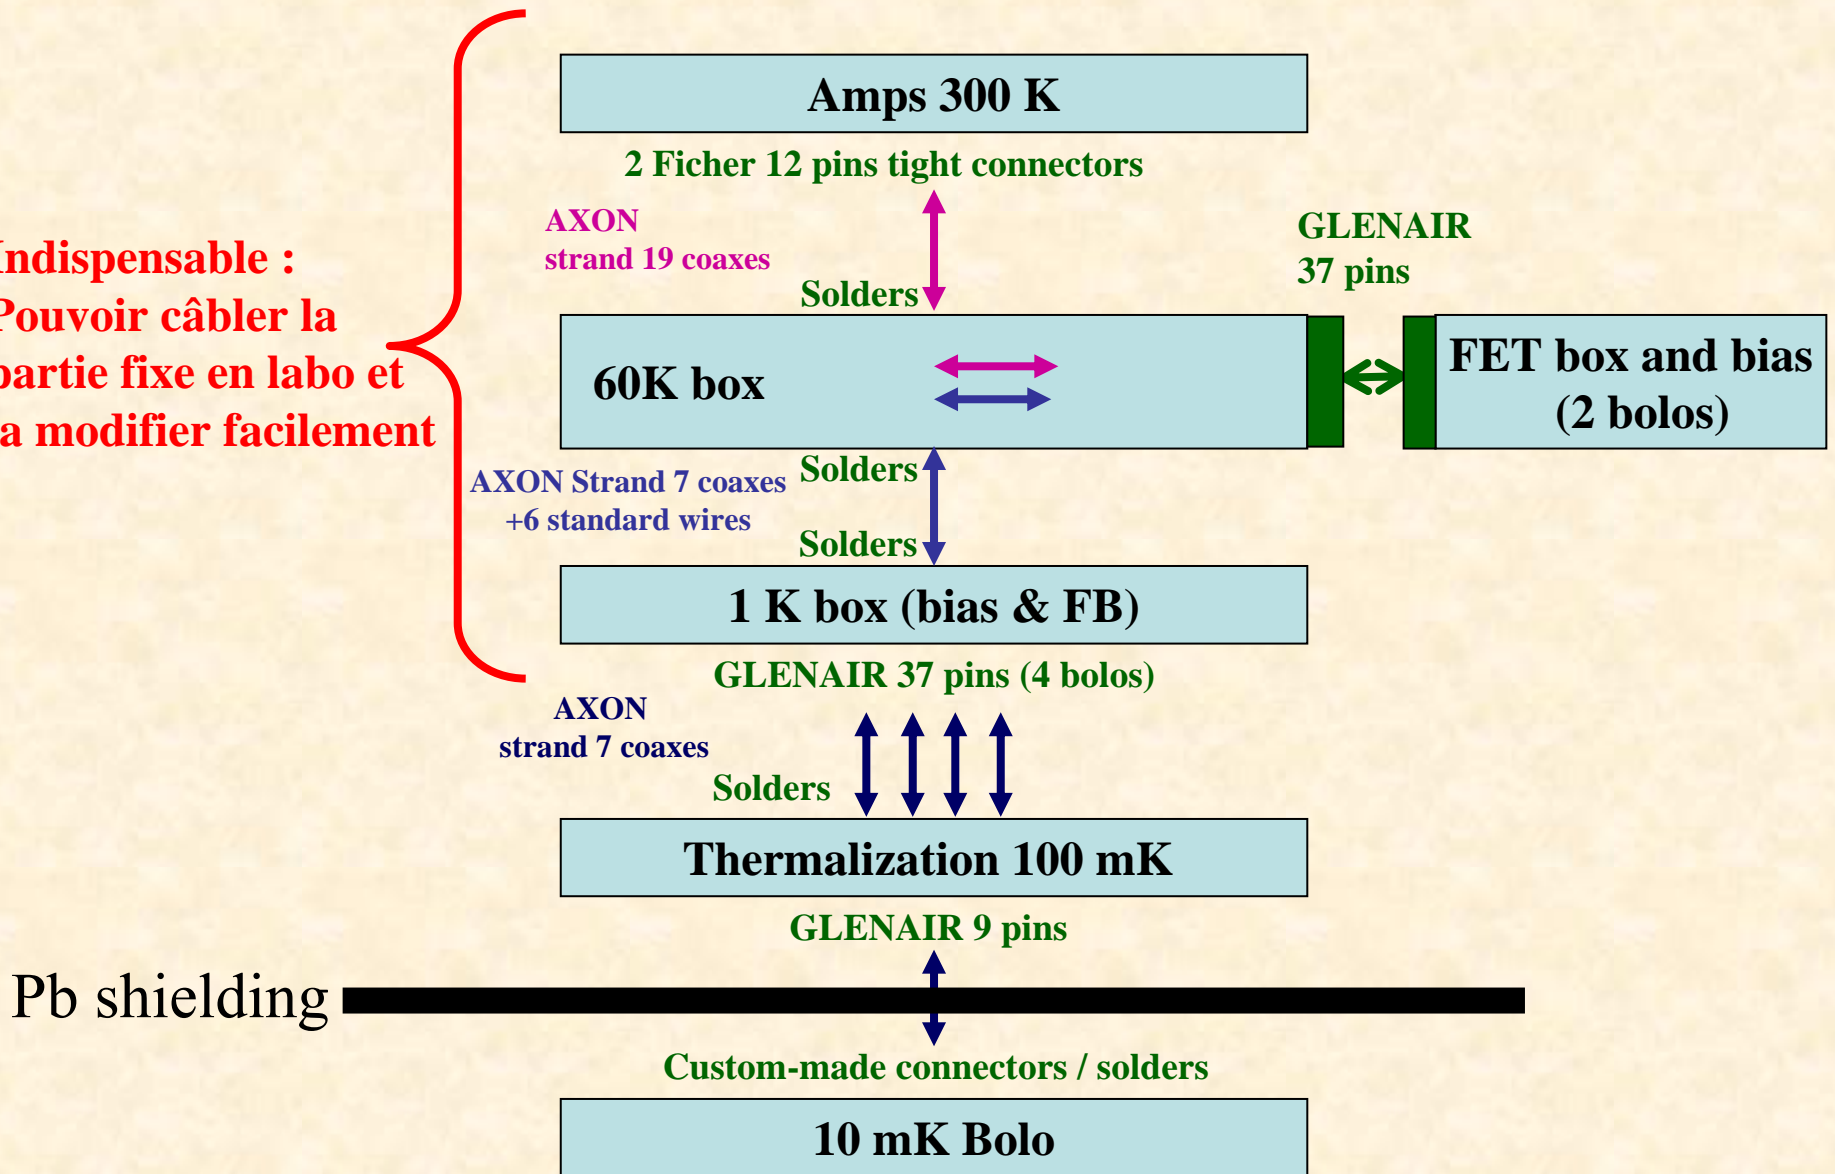 Amps 300 K
2 Ficher 12 pins tight connectors
AXON
strand 19 coaxes
GLENAIR
37 pins
Solders
Indispensable :
Pouvoir câbler la
partie fixe en labo et
la modifier facilement
60K box
FET box and bias
(2 bolos)
Solders
AXON Strand 7 coaxes
+6 standard wires
Solders
1 K box (bias & FB)
GLENAIR 37 pins (4 bolos)
AXON
strand 7 coaxes
Solders
Thermalization 100 mK
GLENAIR 9 pins
Pb shielding
Custom-made connectors / solders
10 mK Bolo